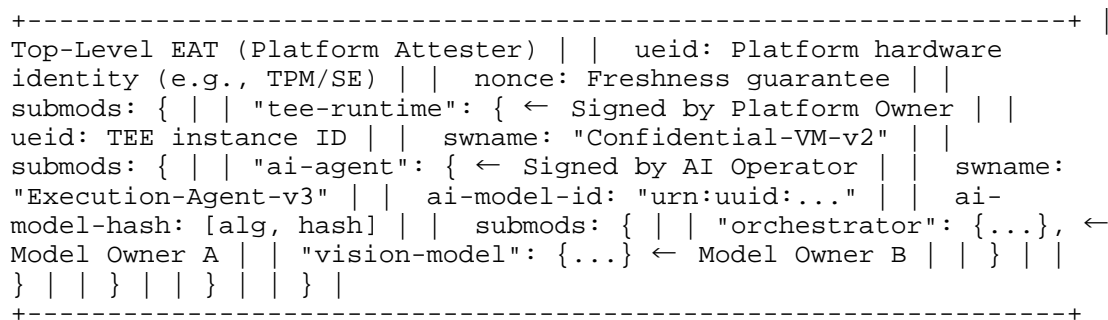 +-----------------------------------------------------------------+ |
Top-Level EAT (Platform Attester) | | ueid: Platform hardware
identity (e.g., TPM/SE) | | nonce: Freshness guarantee | |
submods: { | | "tee-runtime": { ← Signed by Platform Owner | |
ueid: TEE instance ID | | swname: "Confidential-VM-v2" | |
submods: { | | "ai-agent": { ← Signed by AI Operator | | swname:
"Execution-Agent-v3" | | ai-model-id: "urn:uuid:..." | | ai-
model-hash: [alg, hash] | | submods: { | | "orchestrator": {...}, ←
Model Owner A | | "vision-model": {...} ← Model Owner B | | } | |
} | | } | | } | | } |
+-----------------------------------------------------------------+